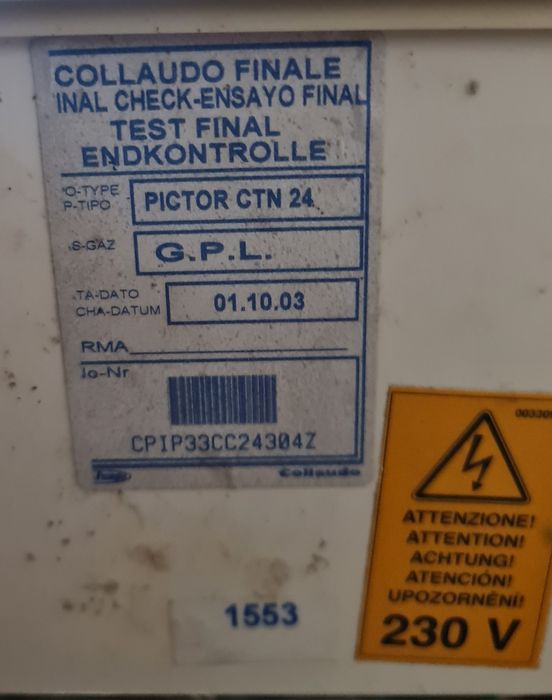 COLLAUDO FINALE
INAL CHECK-ENSAYO FINAL
TEST FINAL
ENDKONTROLLE
O-TYPE
P-TIPO
PICTOR CTN 24
S-GAZ
G.P.L.
TA-DATO
CHA-DATUM
01.10.03
RMA
lo-Nr
CPIP33CC24304Z
Collaudo
1553
ATTENZIONE!
ATTENTION!
ACHTUNG!
ATENCIÓN!
UPOZORNĚNÍ!
230 V